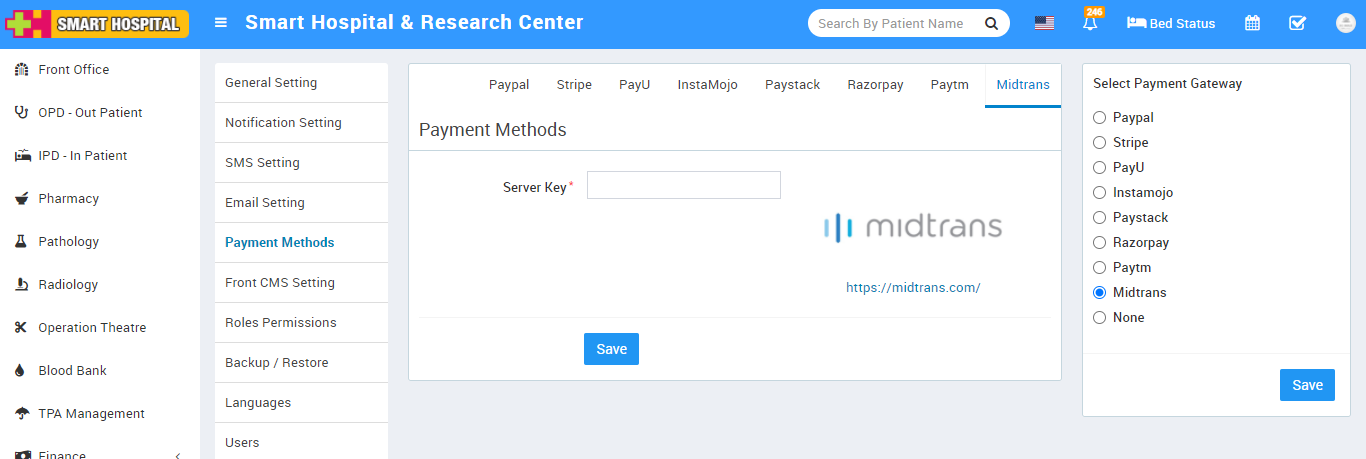 SMART HOSPITAL
Smart Hospital & Research Center
Search By Patient Name
246
Bed Status
Front Office
OPD - Out Patient
IPD - In Patient
Pharmacy
Pathology
Radiology
Operation Theatre
Blood Bank
TPA Management
Finance
General Setting
Notification Setting
SMS Setting
Email Setting
Payment Methods
Front CMS Setting
Roles Permissions
Backup / Restore
Languages
Users
Paypal Stripe PayU InstaMojo Paystack Razorpay Paytm Midtrans
Payment Methods
Server Key *
midtrans
https://midtrans.com/
Save
Select Payment Gateway
Paypal
Stripe
PayU
Instamojo
Paystack
Razorpay
Paytm
Midtrans
None
Save